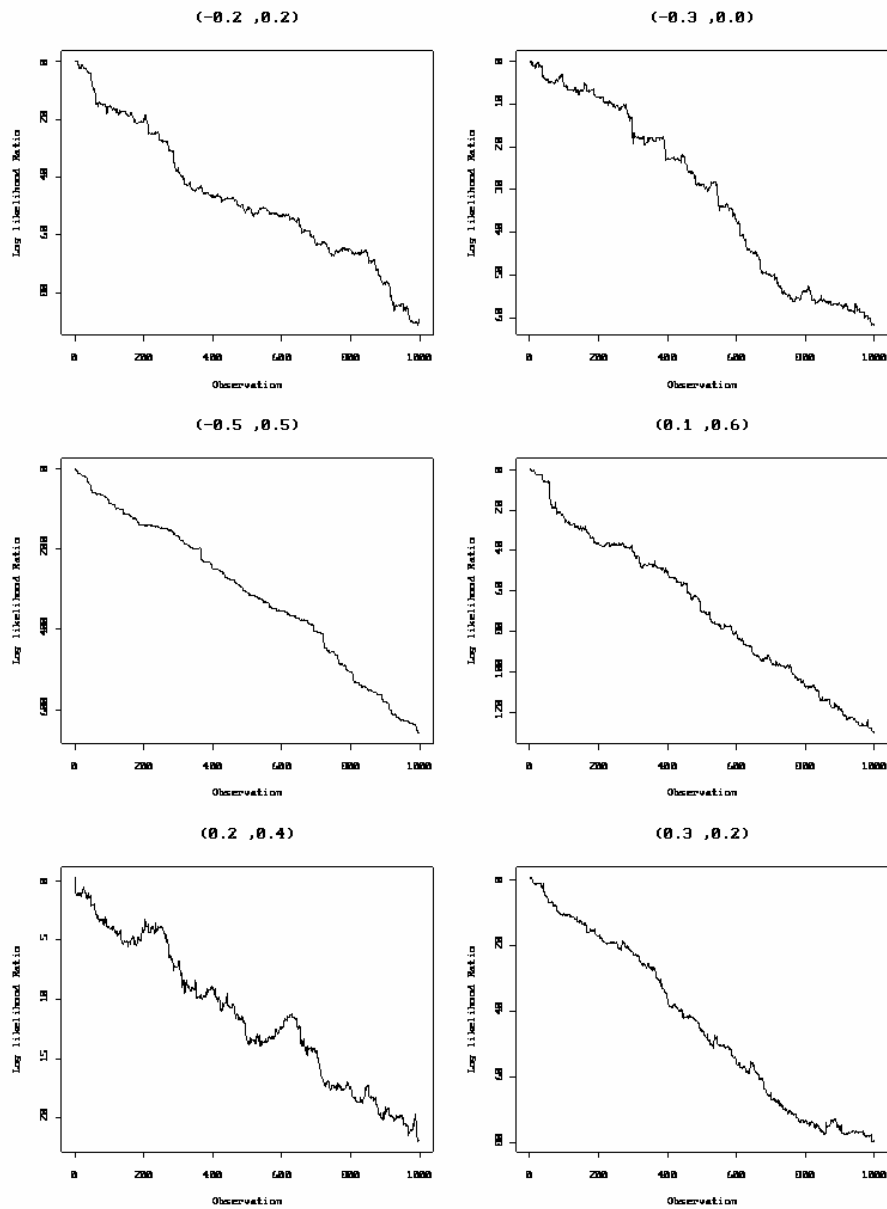 (-0.2 ,0.2)
Log likelihood Ratio
0
20
40
60
80
0 200 400 600 800 1000
Observation
(-0.3 ,0.0)
Log likelihood Ratio
0
10
20
30
40
50
60
0 200 400 600 800 1000
Observation
(-0.5 ,0.5)
Log likelihood Ratio
0
200
400
600
0 200 400 600 800 1000
Observation
(0.1 ,0.6)
Log likelihood Ratio
0
20
40
60
80
100
120
0 200 400 600 800 1000
Observation
(0.2 ,0.4)
Log likelihood Ratio
0
5
10
15
20
0 200 400 600 800 1000
Observation
(0.3 ,0.2)
Log likelihood Ratio
0
20
40
60
80
0 200 400 600 800 1000
Observation